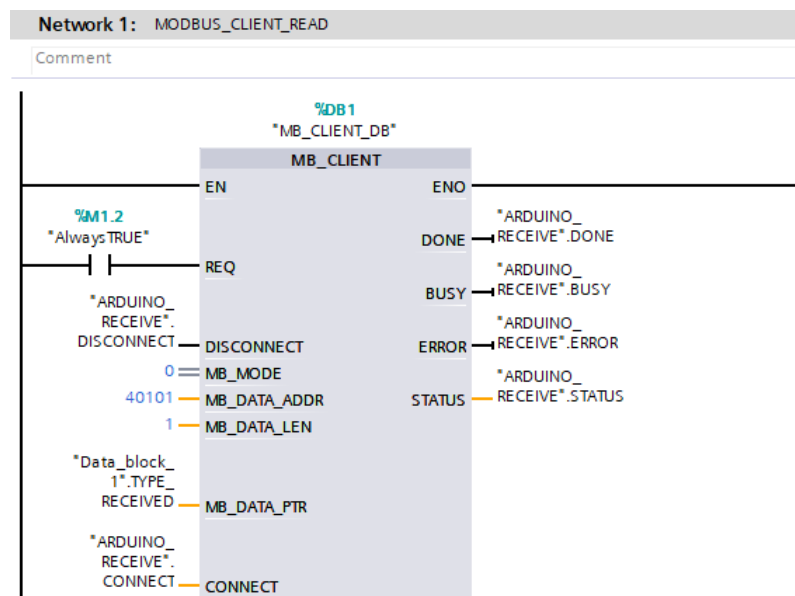 Network 1: MODBUS_CLIENT_READ
Comment
%DB1
"MB_CLIENT_DB"
MB_CLIENT
EN ENO
%M1.2
"AlwaysTRUE"
REQ
"ARDUINO_
RECEIVE".DONE
DONE
"ARDUINO_
RECEIVE".BUSY
BUSY
"ARDUINO_
RECEIVE".
DISCONNECT
DISCONNECT
"ARDUINO_
RECEIVE".ERROR
ERROR
0 MB_MODE
40101 MB_DATA_ADDR
"ARDUINO_
RECEIVE".STATUS
STATUS
1 MB_DATA_LEN
"Data_block_
1".TYPE_
RECEIVED
MB_DATA_PTR
"ARDUINO_
RECEIVE".
CONNECT
CONNECT